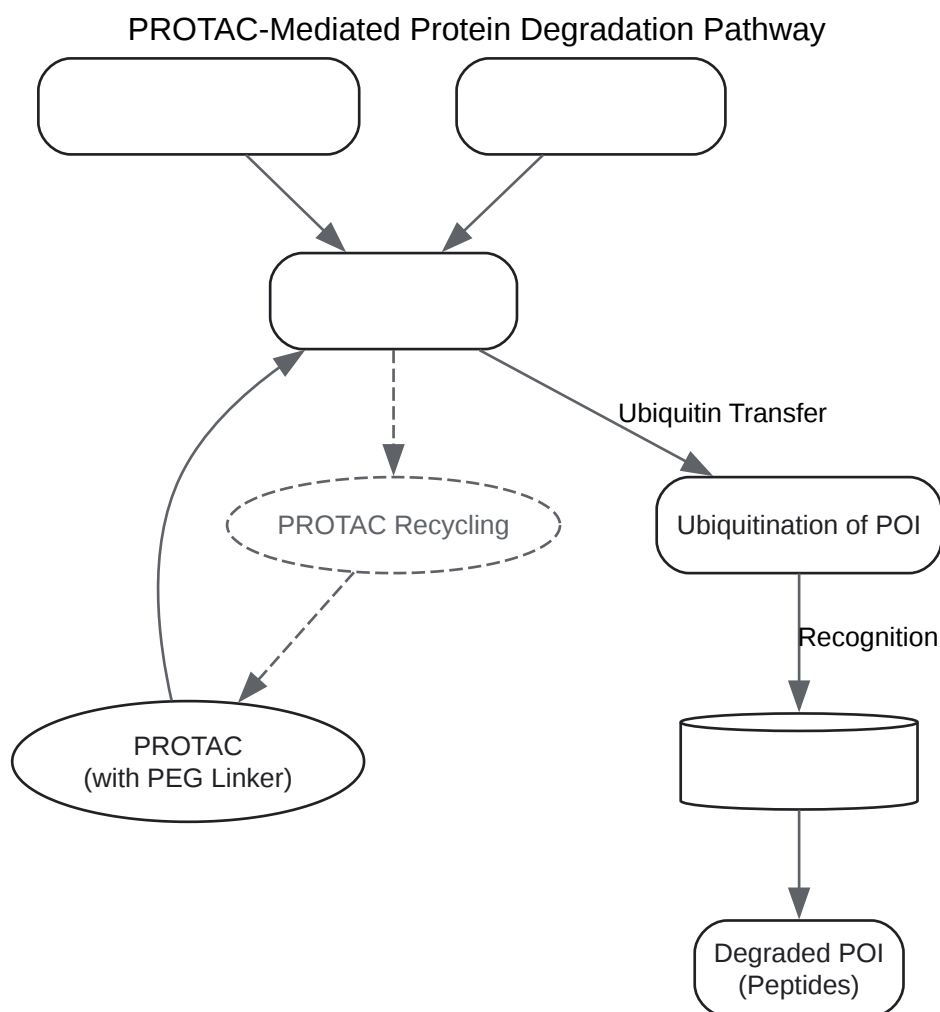 PROTAC-Mediated Protein Degradation Pathway
Ubiquitin Transfer
PROTAC Recycling
Ubiquitination of POI
Recognition
PROTAC
(with PEG Linker)
Degraded POI
(Peptides)